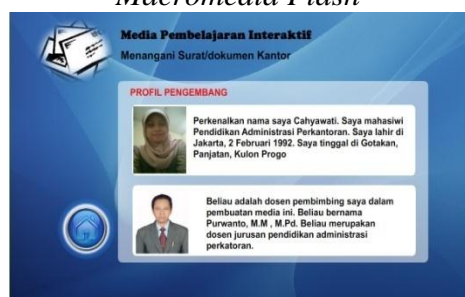 Macromedia Flash
Media Pembelajaran Interaktif
Menangani Surat/dokumen Kantor
PROFIL PENGEMBANG
Perkenalkan nama saya Cahyawati. Saya mahasiwi
Pendidikan Administrasi Perkantoran. Saya lahir di
Jakarta, 2 Februari 1992. Saya tinggal di Gotakan,
Panjatan, Kulon Progo
Beliau adalah dosen pembimbing saya dalam
pembuatan media ini. Beliau bernama
Purwanto, M.M , M.Pd. Beliau merupakan
dosen jurusan pendidikan administrasi
perkatoran.